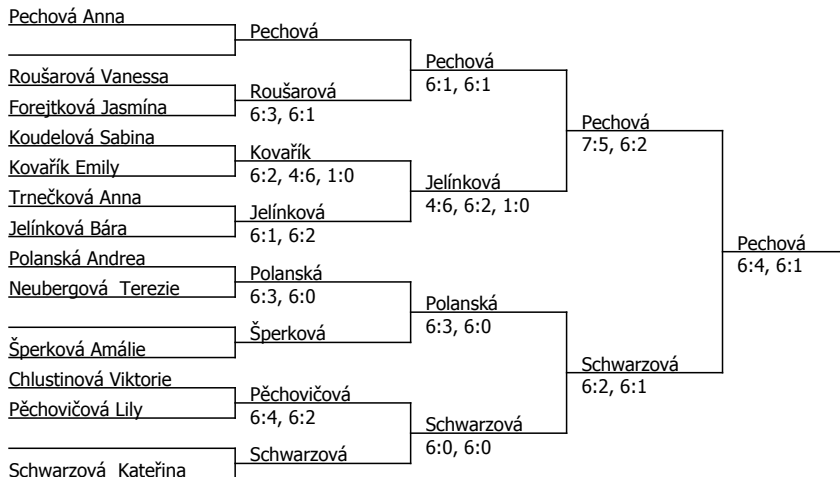 Pechová Anna
Roušarová Vanessa
Forejtková Jasmína
Koudelová Sabina
Kovařík Emily
Trnečková Anna
Jelínková Bára
Polanská Andrea
Neubergová  Terezie
Šperková Amálie
Chlustinová Viktorie
Pěchovičová Lily
Schwarzová  Kateřina
Pechová
Roušarová
6:3, 6:1
Kovařík
6:2, 4:6, 1:0
Jelínková
6:1, 6:2
Polanská
6:3, 6:0
Šperková
Pěchovičová
6:4, 6:2
Schwarzová
Pechová
6:1, 6:1
Jelínková
4:6, 6:2, 1:0
Polanská
6:3, 6:0
Schwarzová
6:0, 6:0
Pechová
7:5, 6:2
Schwarzová
6:2, 6:1
Pechová
6:4, 6:1